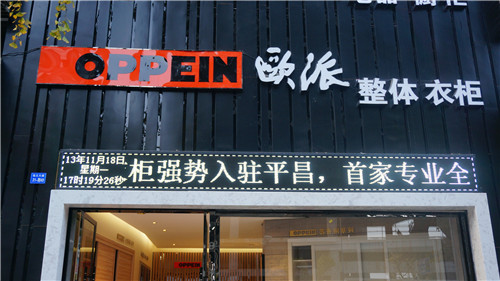 OPPEIN 欧派 整体 衣柜
13年11月18日
星期一
17时19分26秒
柜强势入驻平昌，首家专业全
OPPEIN